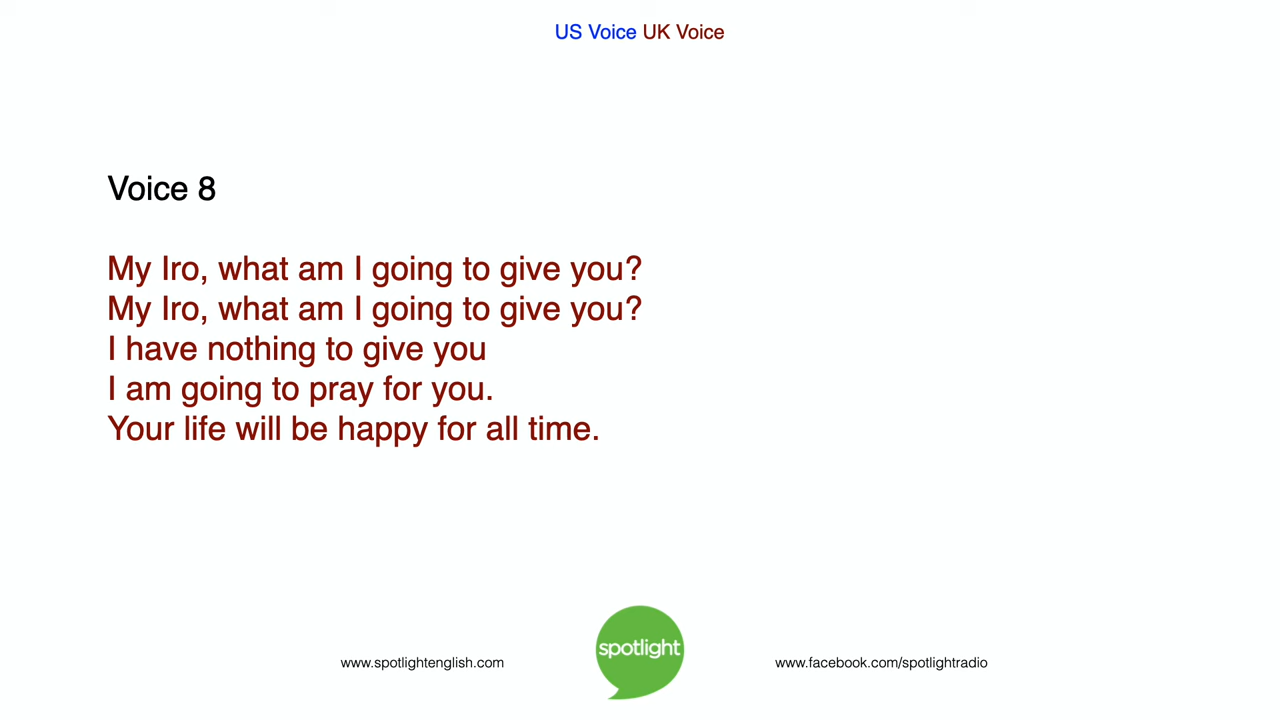 US Voice UK Voice
Voice 8
My Iro, what am I going to give you?
My Iro, what am I going to give you?
I have nothing to give you
I am going to pray for you.
Your life will be happy for all time.
www.spotlightenglish.com
spotlight
www.facebook.com/spotlightradio